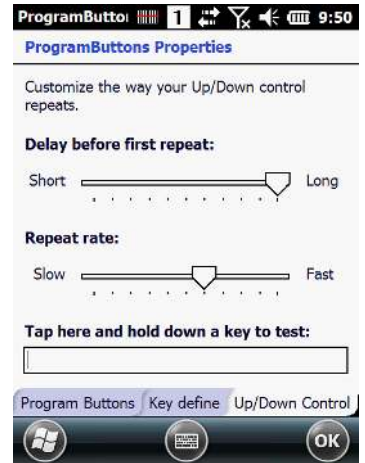 ProgramButto 1 9:50
ProgramButtons Properties
Customize the way your Up/Down control
repeats.
Delay before first repeat:
Short Long
Repeat rate:
Slow Fast
Tap here and hold down a key to test:
Program Buttons Key define Up/Down Control
OK